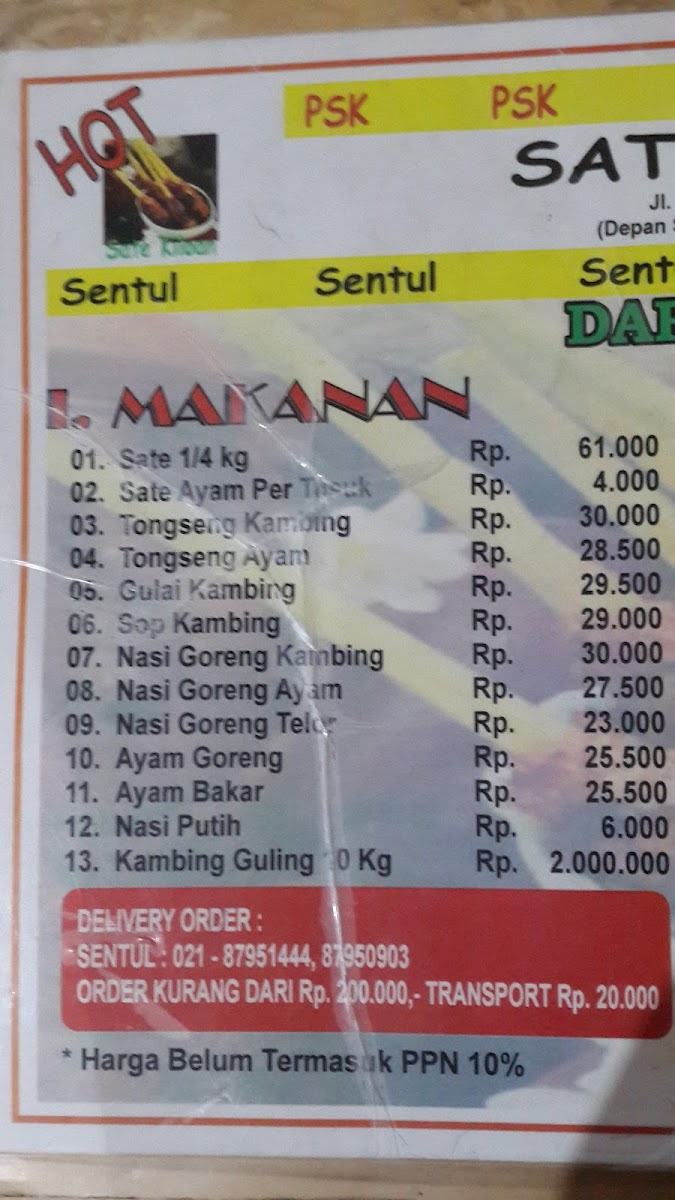 HOT
PSK PSK
SAT
Jl.
(Depan
Sate Kiloan
Sentul Sentul Sent
DAF
I. MAKANAN
01. Sate 1/4 kg Rp. 61.000
02. Sate Ayam Per Tusuk Rp. 4.000
03. Tongseng Kambing Rp. 30.000
04. Tongseng Ayam Rp. 28.500
05. Gulai Kambing Rp. 29.500
06. Sop Kambing Rp. 29.000
07. Nasi Goreng Kambing Rp. 30.000
08. Nasi Goreng Ayam Rp. 27.500
09. Nasi Goreng Telor Rp. 23.000
10. Ayam Goreng Rp. 25.500
11. Ayam Bakar Rp. 25.500
12. Nasi Putih Rp. 6.000
13. Kambing Guling 10 Kg Rp. 2.000.000
DELIVERY ORDER :
SENTUL : 021 - 87951444, 87950903
ORDER KURANG DARI Rp. 200.000,- TRANSPORT Rp. 20.000
* Harga Belum Termasuk PPN 10%